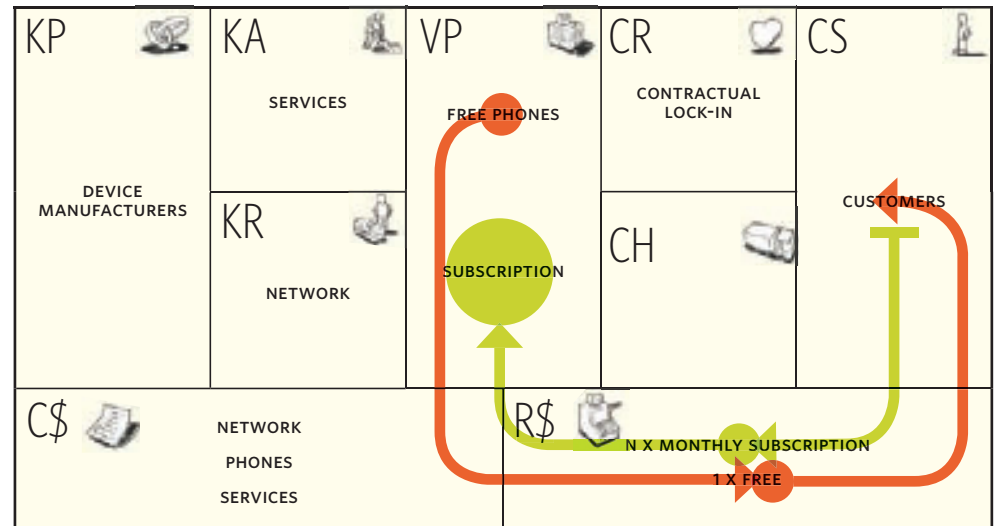 KP
DEVICE
MANUFACTURERS
KA
SERVICES
KR
NETWORK
VP
FREE PHONES
SUBSCRIPTION
CR
CONTRACTUAL
LOCK-IN
CH
CS
CUSTOMERS
C$
NETWORK
PHONES
SERVICES
R$
N X MONTHLY SUBSCRIPTION
1 X FREE